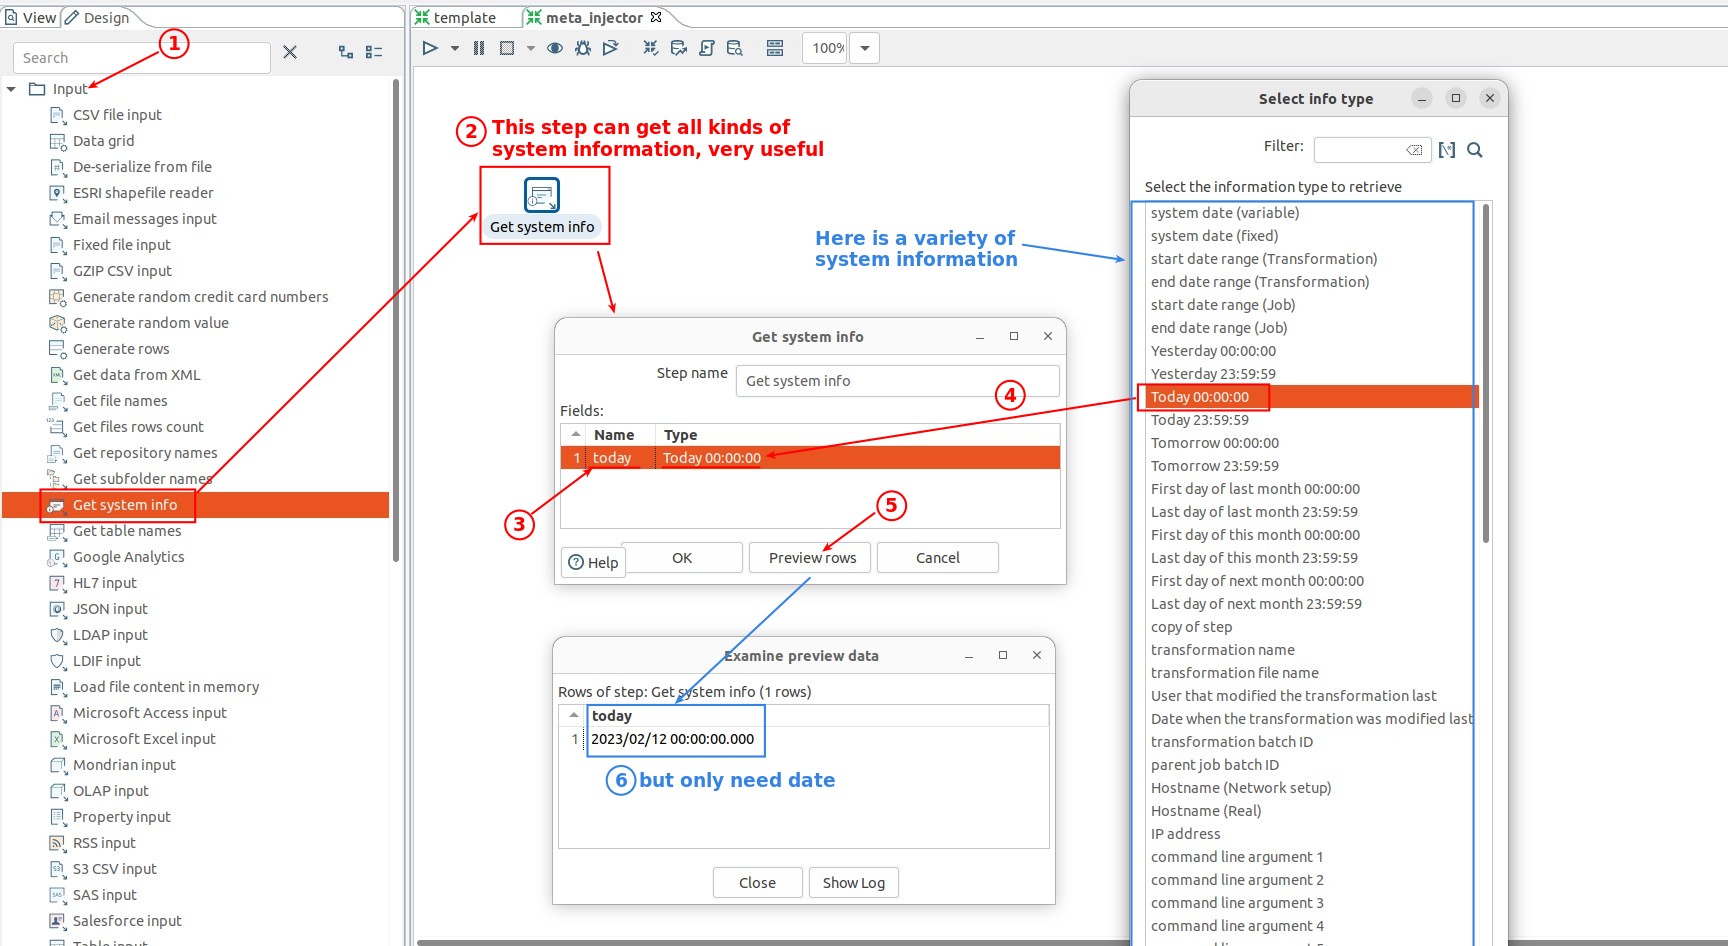 View
Design
template
meta_injector
Search
100%
1
Input
CSV file input
Data grid
De-serialize from file
ESRI shapefile reader
Email messages input
Fixed file input
GZIP CSV input
Generate random credit card numbers
Generate random value
Generate rows
Get data from XML
Get file names
Get files rows count
Get repository names
Get subfolder names
Get system info
Get table names
Google Analytics
HL7 input
JSON input
LDAP input
LDIF input
Load file content in memory
Microsoft Access input
Microsoft Excel input
Mondrian input
OLAP input
Property input
RSS input
S3 CSV input
SAS input
Salesforce input
Table input
2 This step can get all kinds of
system information, very useful
Get system info
Here is a variety of
system information
Get system info
Step name
Get system info
4
Fields:
Name
Type
1
today
Today 00:00:00
3
5
Help
OK
Preview rows
Cancel
Examine preview data
Rows of step: Get system info (1 rows)
today
1
2023/02/12 00:00:00.000
6 but only need date
Close
Show Log
Select info type
Filter:
Select the information type to retrieve
system date (variable)
system date (fixed)
start date range (Transformation)
end date range (Transformation)
start date range (Job)
end date range (Job)
Yesterday 00:00:00
Yesterday 23:59:59
Today 00:00:00
Today 23:59:59
Tomorrow 00:00:00
Tomorrow 23:59:59
First day of last month 00:00:00
Last day of last month 23:59:59
First day of this month 00:00:00
Last day of this month 23:59:59
First day of next month 00:00:00
Last day of next month 23:59:59
copy of step
transformation name
transformation file name
User that modified the transformation last
Date when the transformation was modified last
transformation batch ID
parent job batch ID
Hostname (Network setup)
Hostname (Real)
IP address
command line argument 1
command line argument 2
command line argument 3
command line argument 4